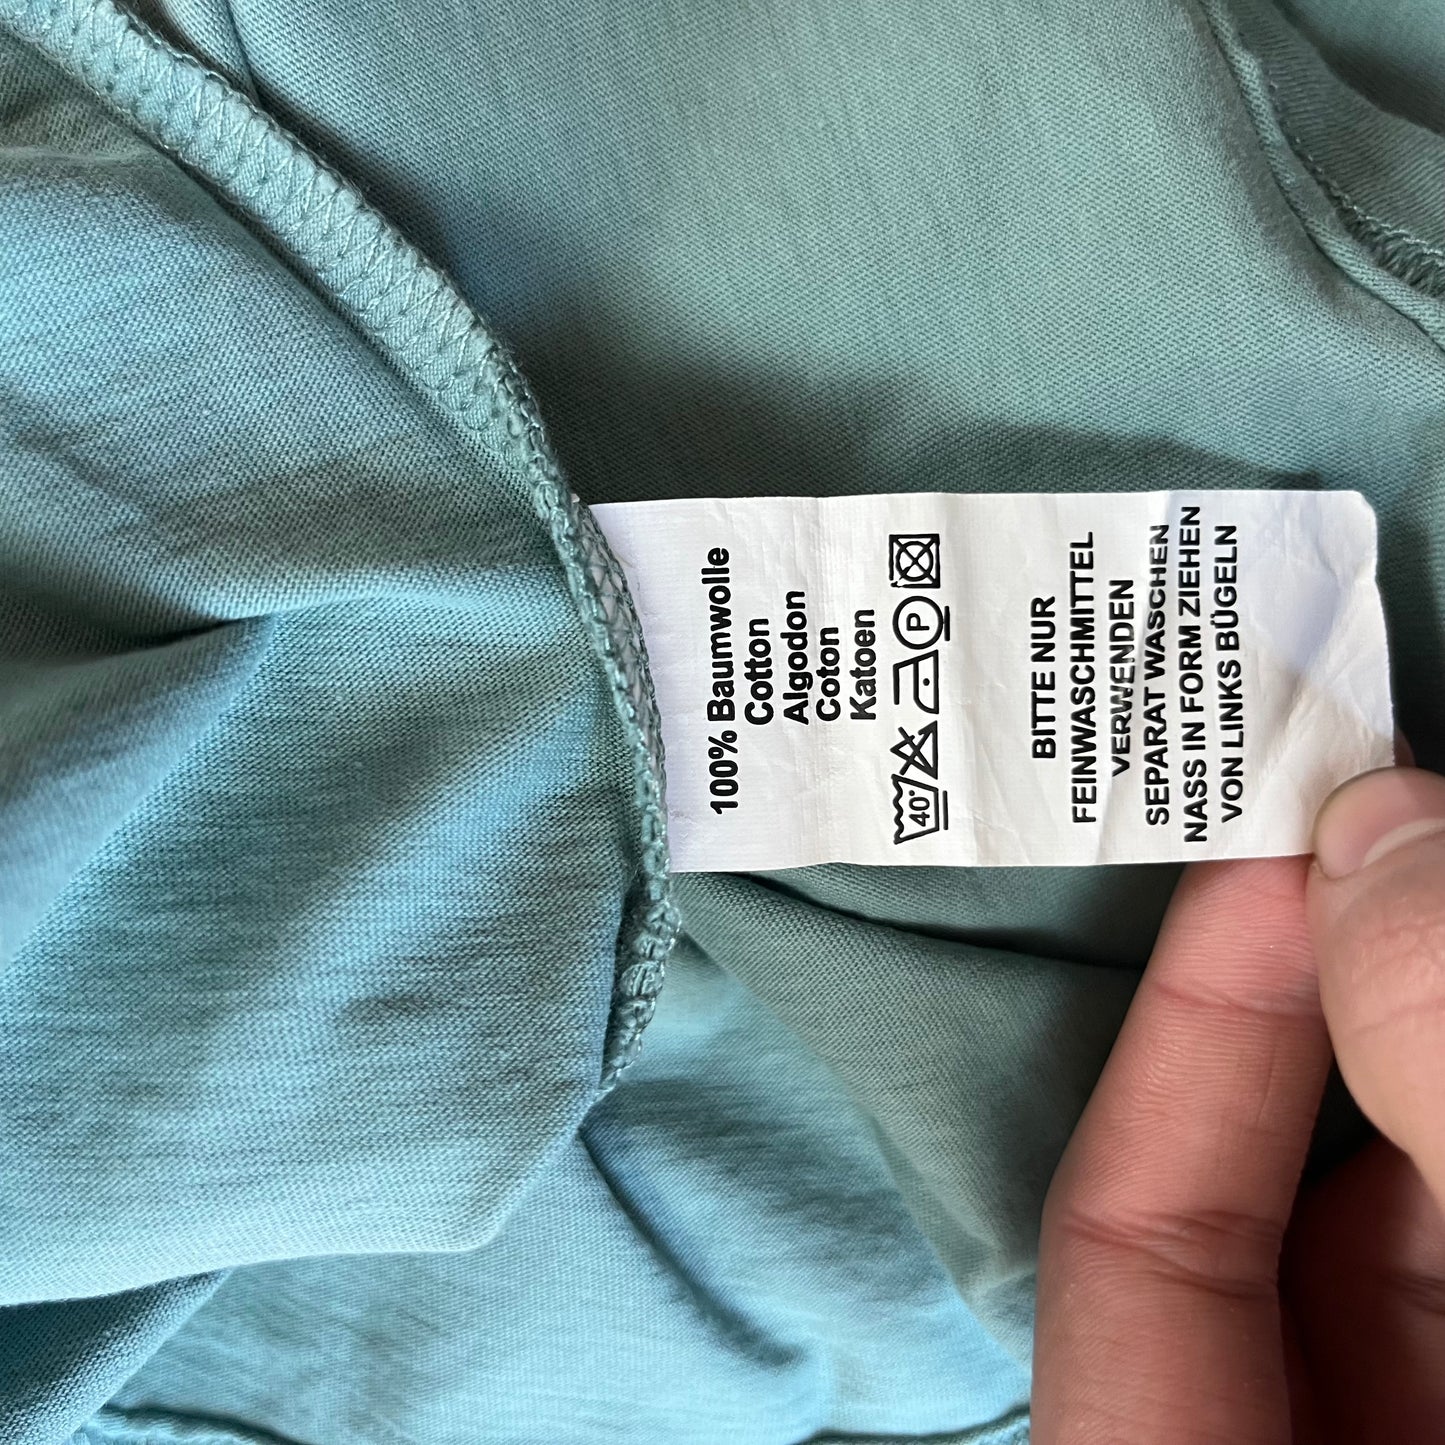 100% Baumwolle
Cotton
Algodon
Coton
Katoen
40° P
BITTE NUR
FEINWASCHMITTEL
VERWENDEN
SEPARAT WASCHEN
NASS IN FORM ZIEHEN
VON LINKS BÜGELN